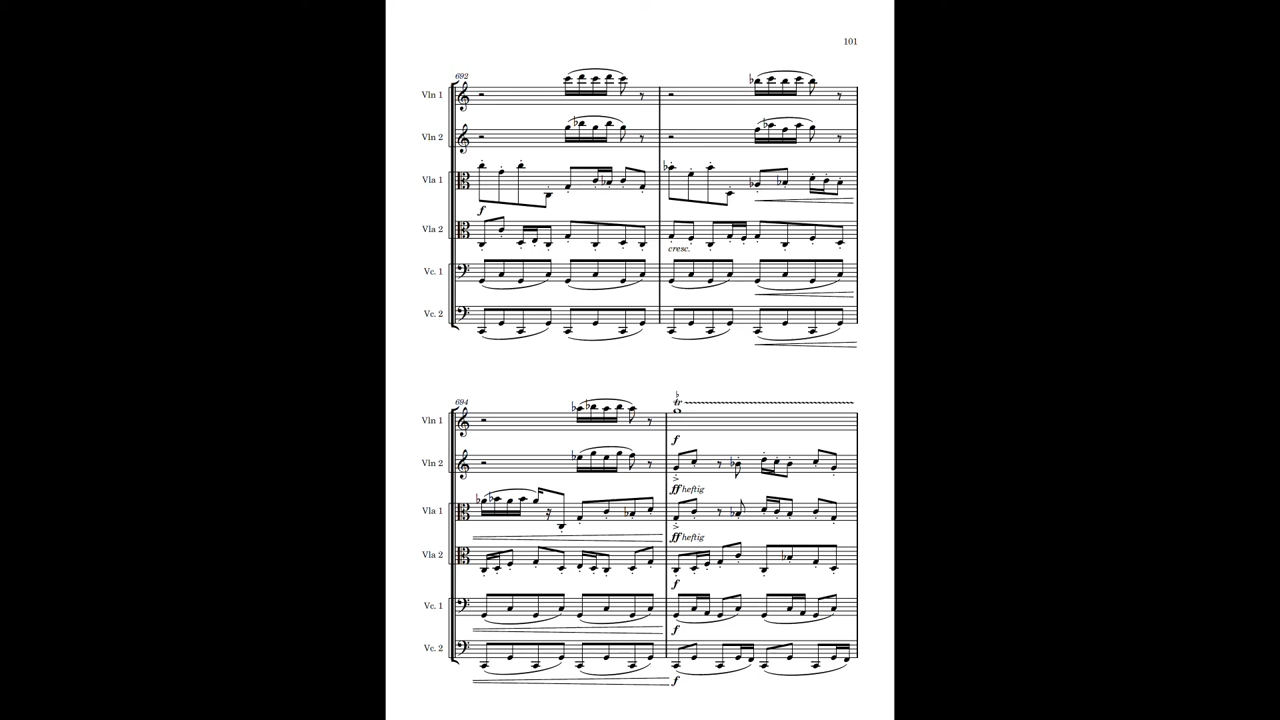 101
692
Vln 1
Vln 2
Vla 1
f
Vla 2
cresc.
Vc. 1
Vc. 2
694
tr
Vln 1
f
Vln 2
ff heftig
Vla 1
ff heftig
Vla 2
f
Vc. 1
f
Vc. 2
f